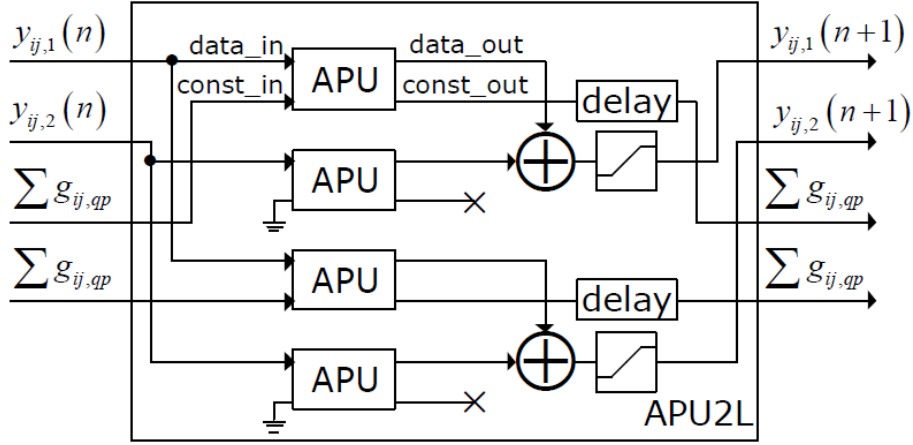 y_{ij,1}(n) data_in data_out y_{ij,1}(n+1)
APU
const_in const_out
delay
y_{ij,2}(n) y_{ij,2}(n+1)
APU
∑ g_{ij,qp} ∑ g_{ij,qp}
∑ g_{ij,qp} APU ∑ g_{ij,qp}
delay
APU
APU2L